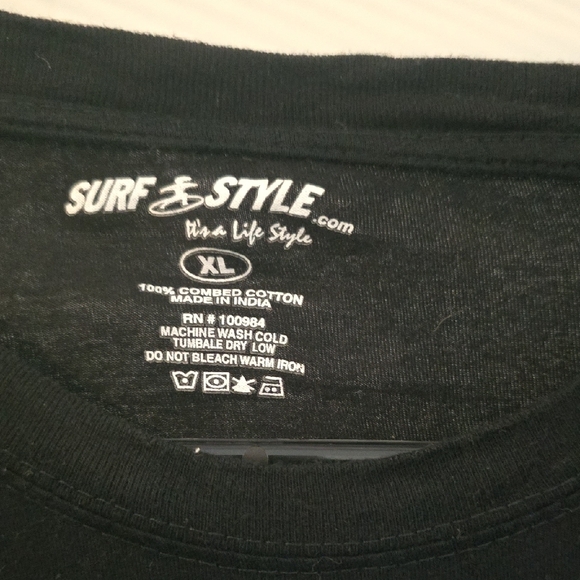 SURF STYLE.com
It's a Life Style
XL
100% COMBED COTTON
MADE IN INDIA
RN # 100984
MACHINE WASH COLD
TUMBALE DRY LOW
DO NOT BLEACH WARM IRON